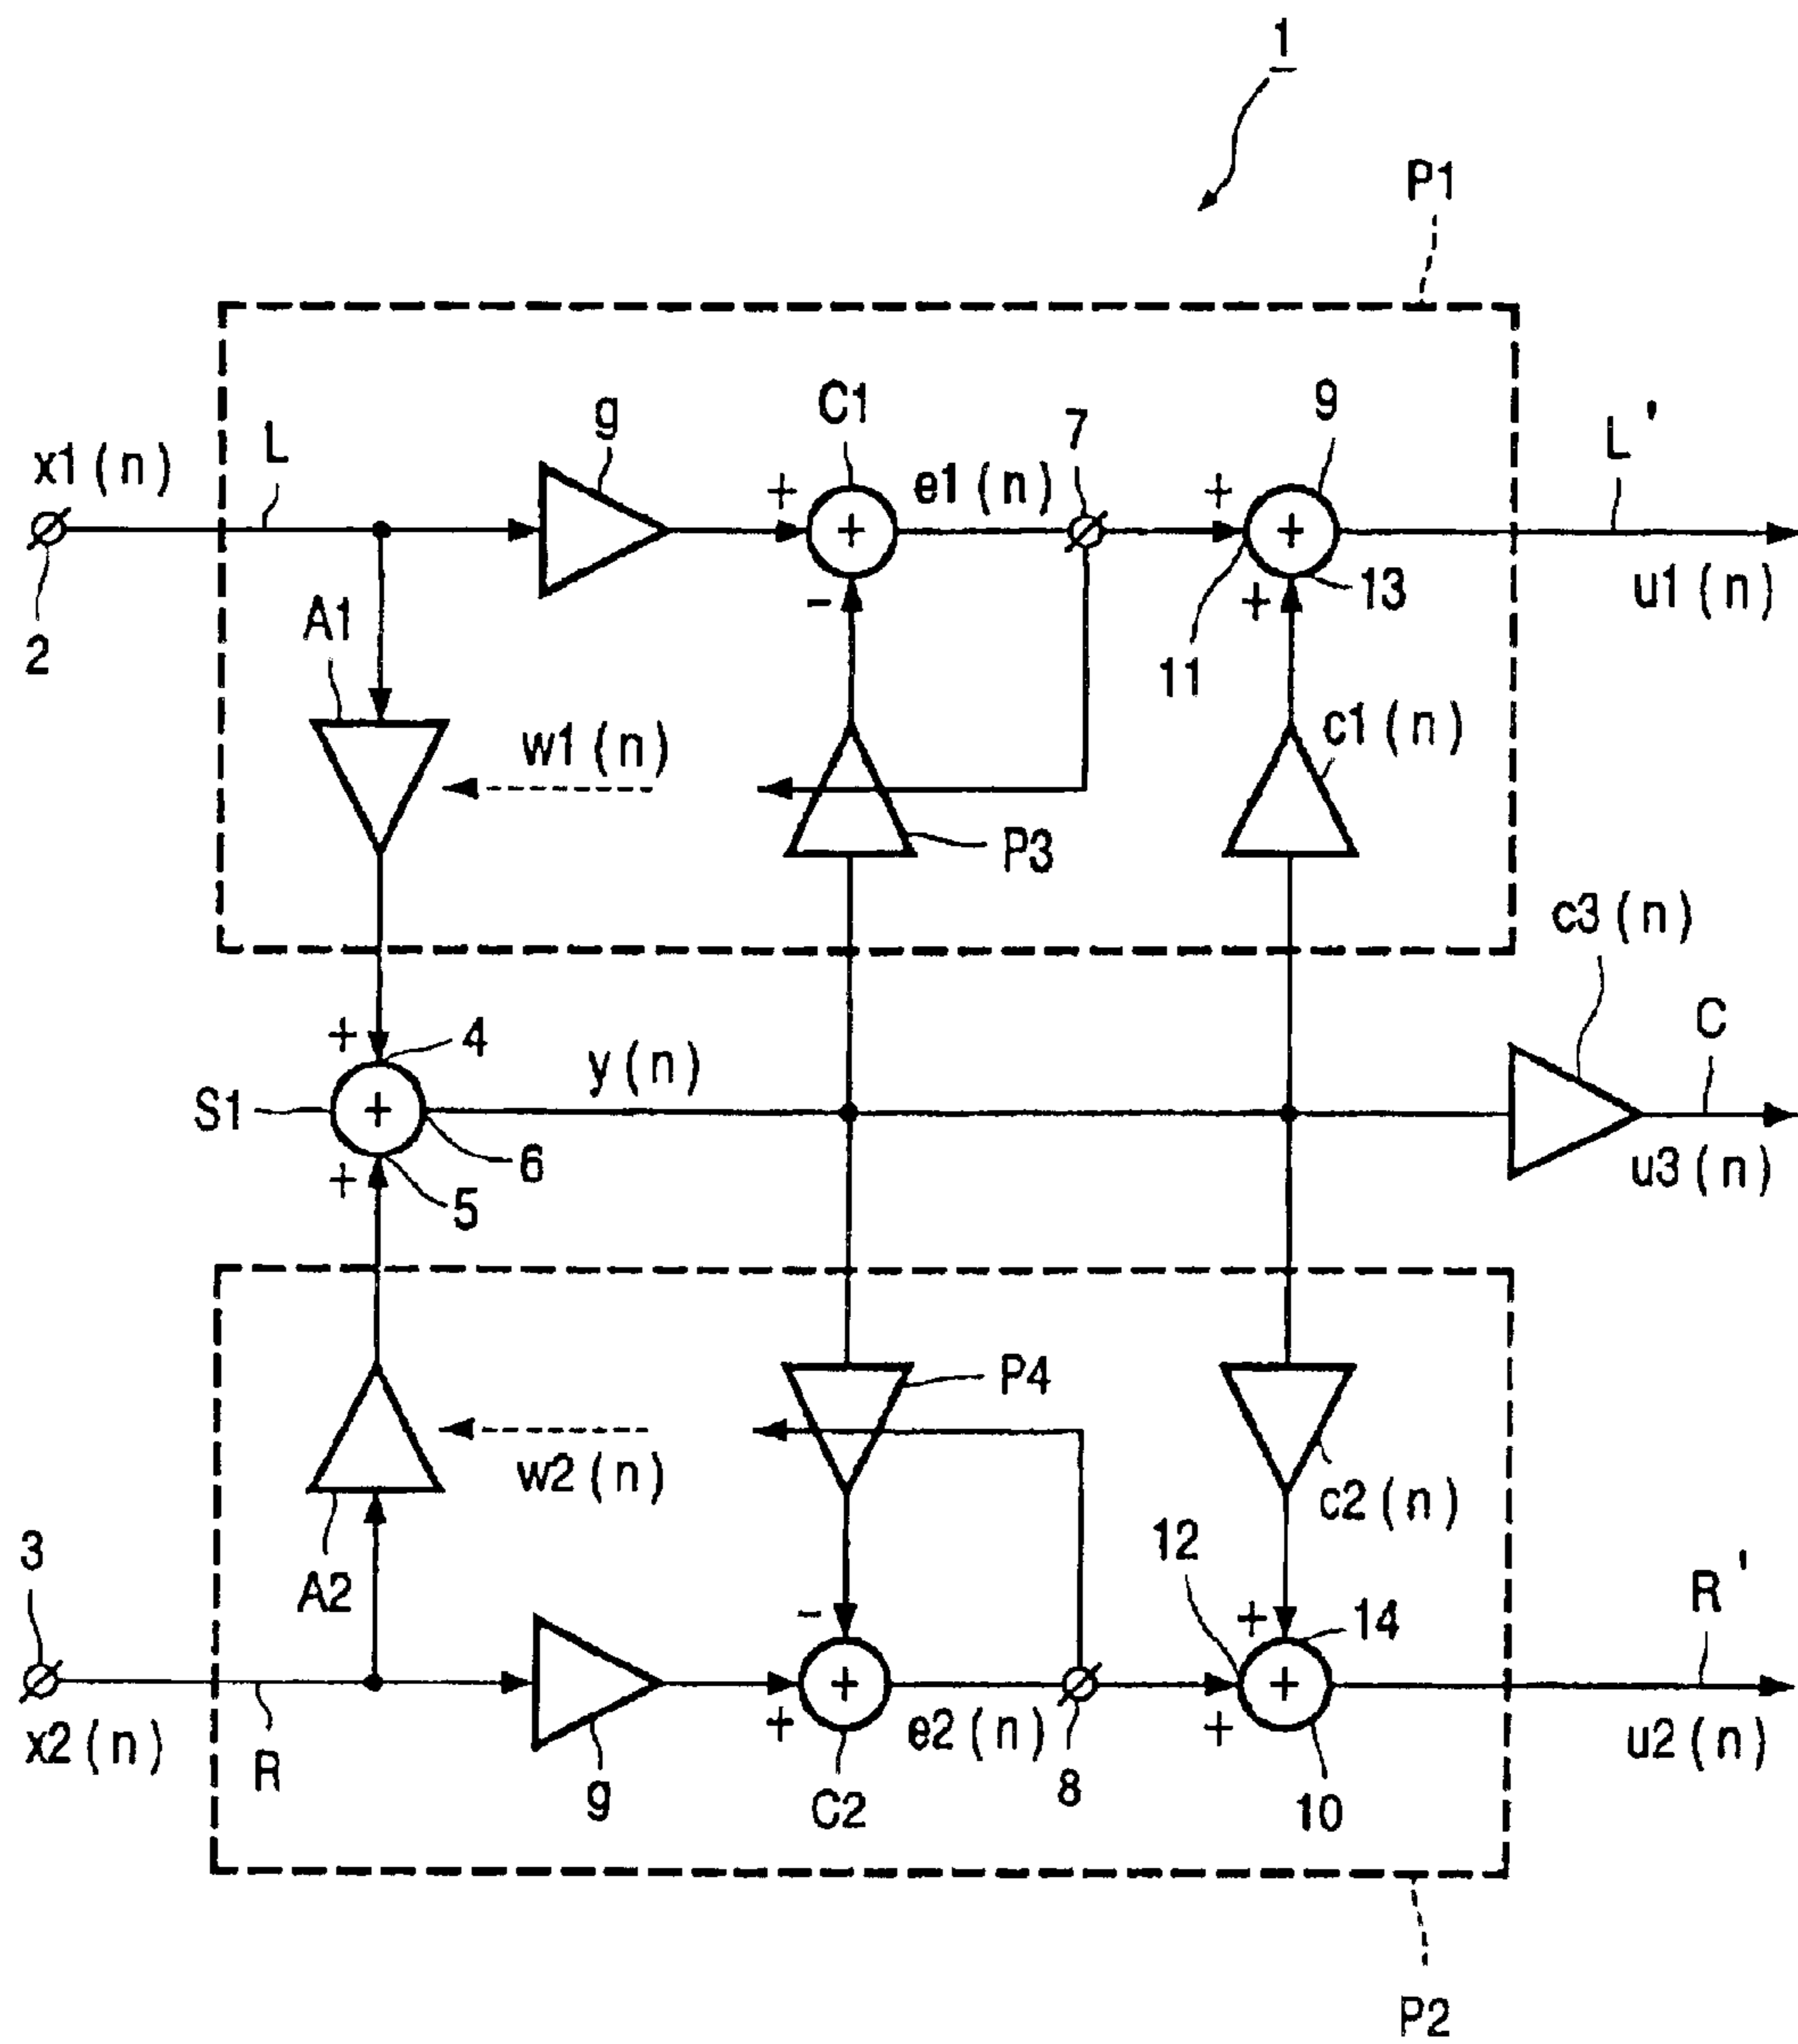 1
P1
C1
9
g
7
L'
L
x1(n)
+
e1(n)
+
+
+
-
13
u1(n)
A1
+
2
11
w1(n)
c1(n)
P3
c3(n)
C
+
4
y(n)
S1
+
6
u3(n)
+
5
P4
w2(n)
c2(n)
12
3
R'
A2
-
+
14
+
+
x2(n)
R
+
e2(n)
+
u2(n)
g
8
C2
10
P2